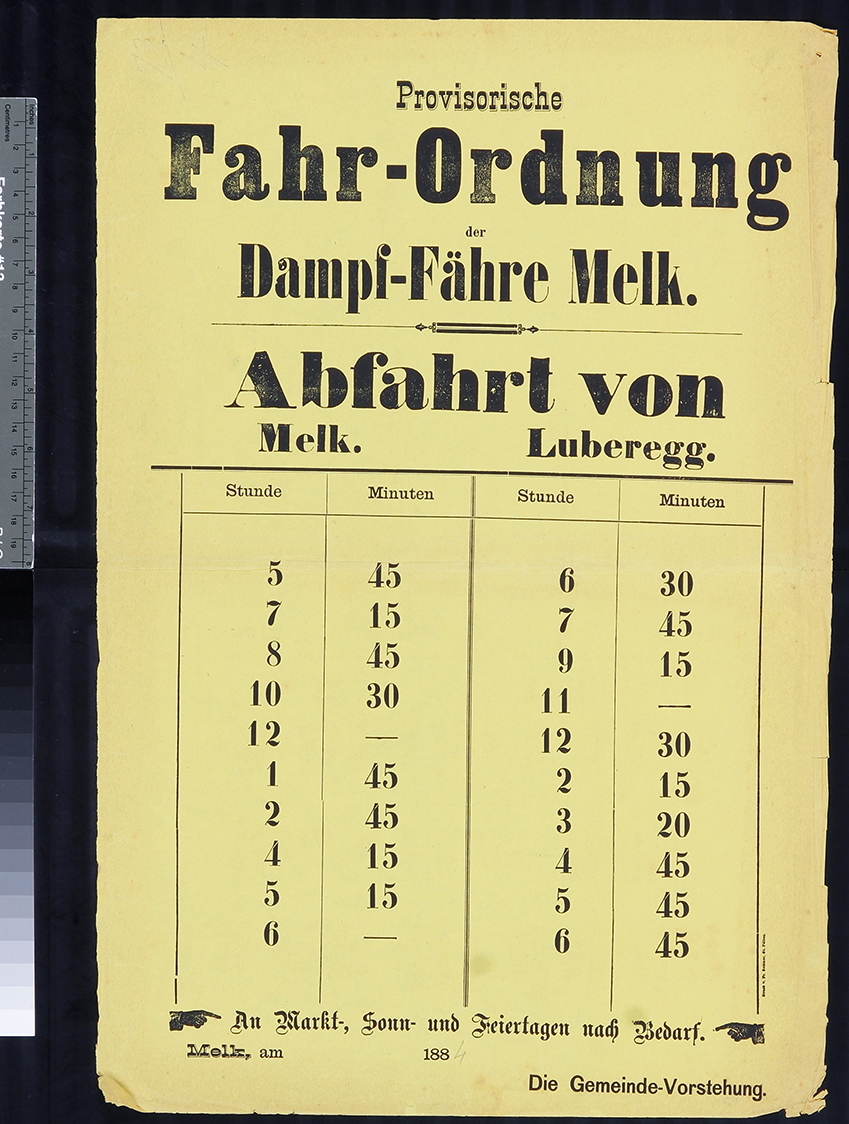 Provisorische
Fahr-Ordnung
der
Dampf-Fähre Melk.
Abfahrt von
Melk. Luberegg.
Stunde Minuten Stunde Minuten
5 45 6 30
7 15 7 45
8 45 9 15
10 30 11 —
12 — 12 30
1 45 2 15
2 45 3 20
4 15 4 45
5 15 5 45
6 — 6 45
An Markt-, Sonn- und Feiertagen nach Bedarf.
Melk, am 1884
Die Gemeinde-Vorstehung.
Inches
Centimetres